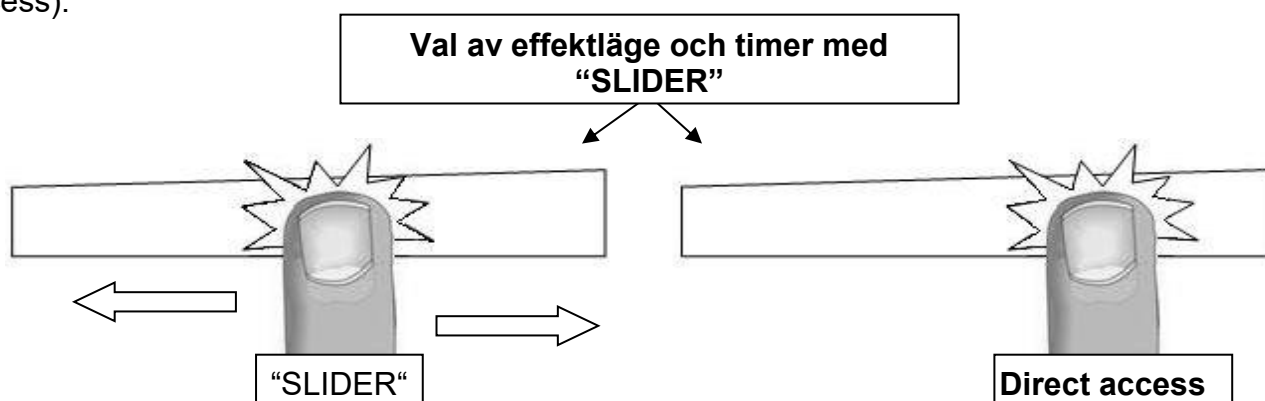 ess).
Val av effektläge och timer med
“SLIDER”
“SLIDER“
Direct access